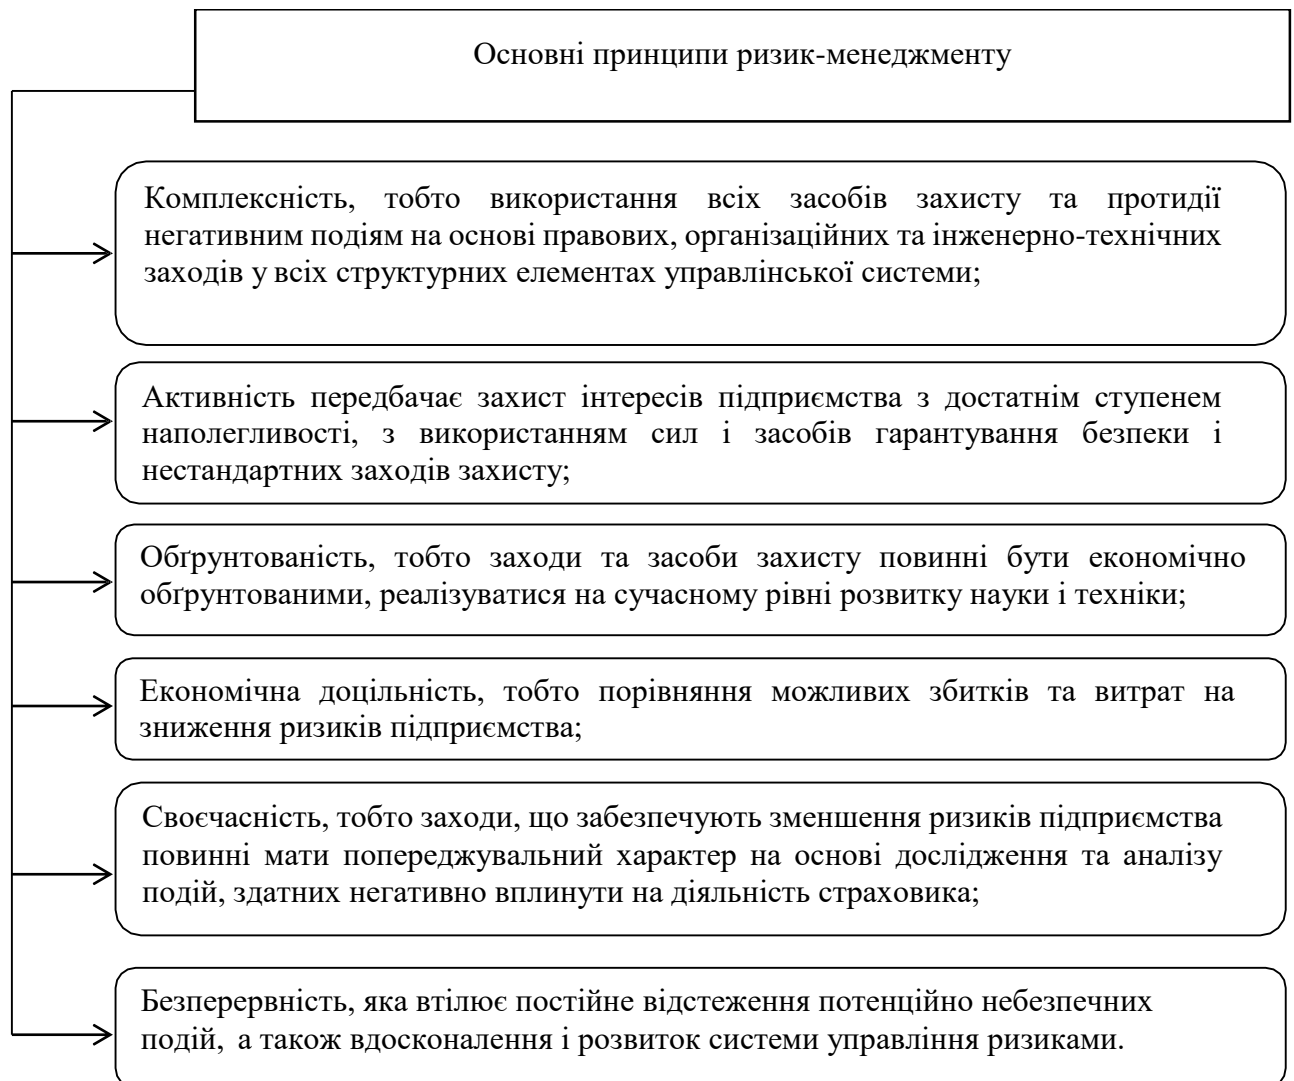 Основні принципи ризик-менеджменту
Комплексність, тобто використання всіх засобів захисту та протидії
негативним подіям на основі правових, організаційних та інженерно-технічних
заходів у всіх структурних елементах управлінської системи;
Активність передбачає захист інтересів підприємства з достатнім ступенем
наполегливості, з використанням сил і засобів гарантування безпеки і
нестандартних заходів захисту;
Обґрунтованість, тобто заходи та засоби захисту повинні бути економічно
обґрунтованими, реалізуватися на сучасному рівні розвитку науки і техніки;
Економічна доцільність, тобто порівняння можливих збитків та витрат на
зниження ризиків підприємства;
Своєчасність, тобто заходи, що забезпечують зменшення ризиків підприємства
повинні мати попереджувальний характер на основі дослідження та аналізу
подій, здатних негативно вплинути на діяльність страховика;
Безперервність, яка втілює постійне відстеження потенційно небезпечних
подій, а також вдосконалення і розвиток системи управління ризиками.